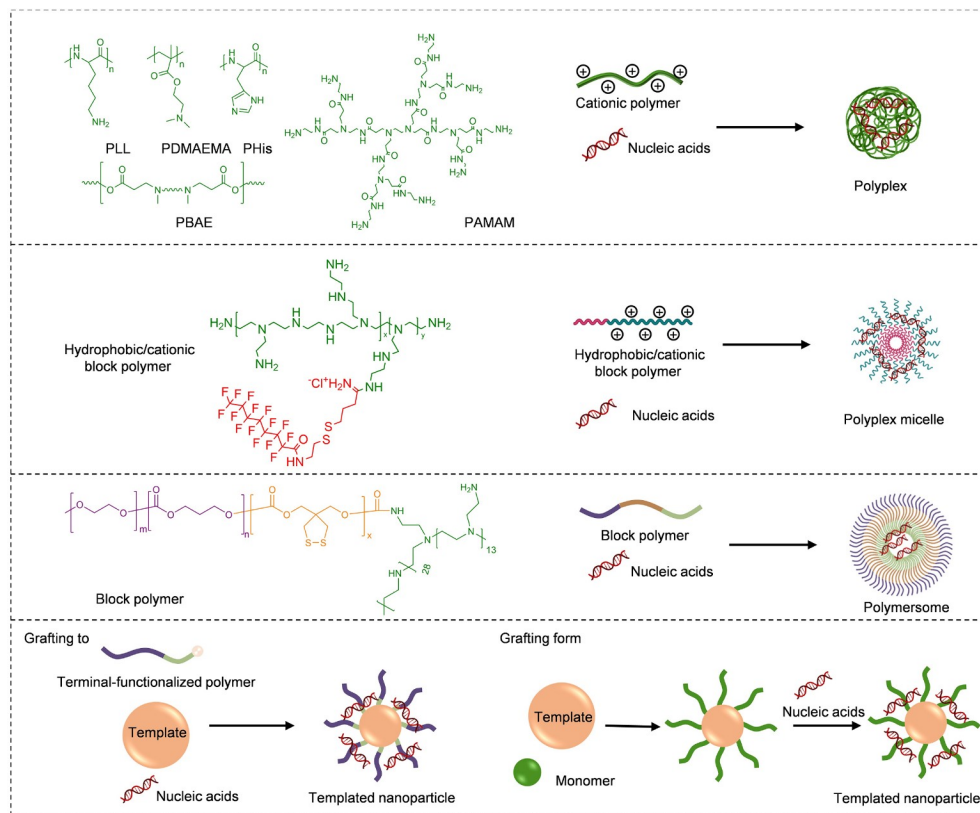 PLL
PDMAEMA
PHis
PBAE
PAMAM
Cationic polymer
Nucleic acids
Polyplex
Hydrophobic/cationic
block polymer
Hydrophobic/cationic
block polymer
Nucleic acids
Polyplex micelle
Block polymer
Block polymer
Nucleic acids
Polymersome
Grafting to
Terminal-functionalized polymer
Template
Nucleic acids
Templated nanoparticle
Grafting form
Template
Monomer
Nucleic acids
Templated nanoparticle